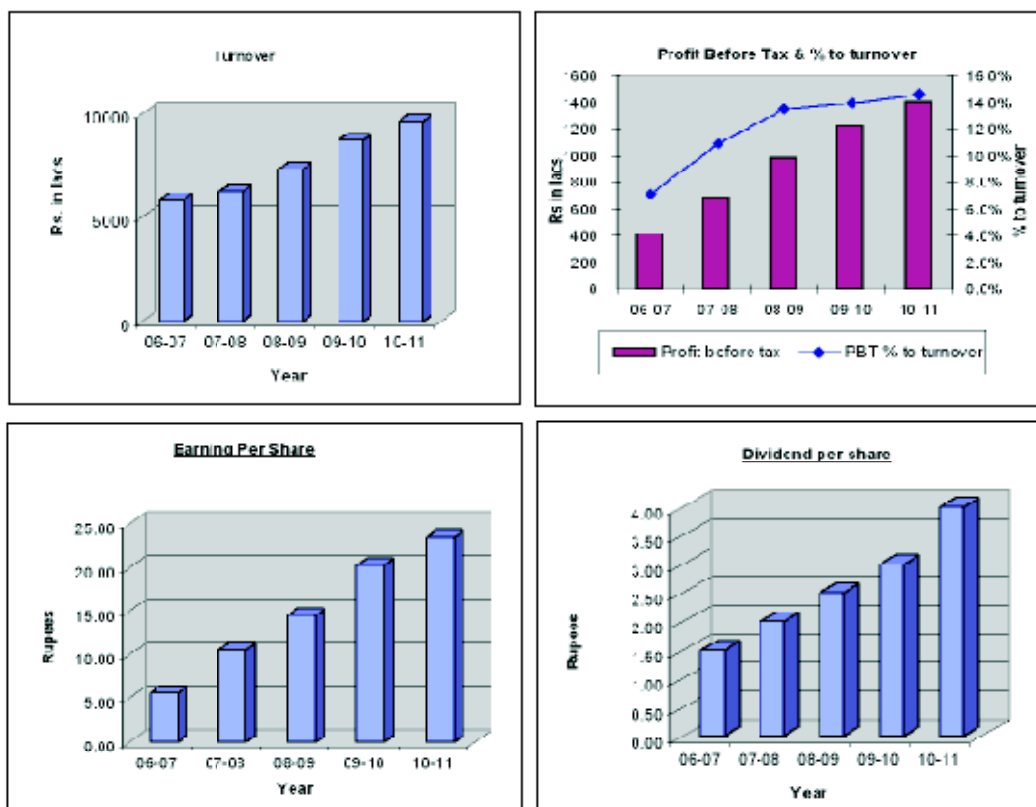 Turnover
10000
5000
0
Rs. in lacs
06-07 07-08 08-09 09-10 10-11
Year
Profit Before Tax & % to turnover
1600
1400
1200
1000
800
600
400
200
0
Rs in lacs
16.0%
14.0%
12.0%
10.0%
8.0%
6.0%
4.0%
2.0%
0.0%
% to turnover
06-07 07-08 08-09 09-10 10-11
Profit before tax PBT % to turnover
Earning Per Share
25.00
20.00
15.00
10.00
5.00
0.00
Rupees
06-07 07-08 08-09 09-10 10-11
Year
Dividend per share
4.00
3.50
3.00
2.50
2.00
1.50
1.00
0.50
0.00
Rupees
06-07 07-08 08-09 09-10 10-11
Year